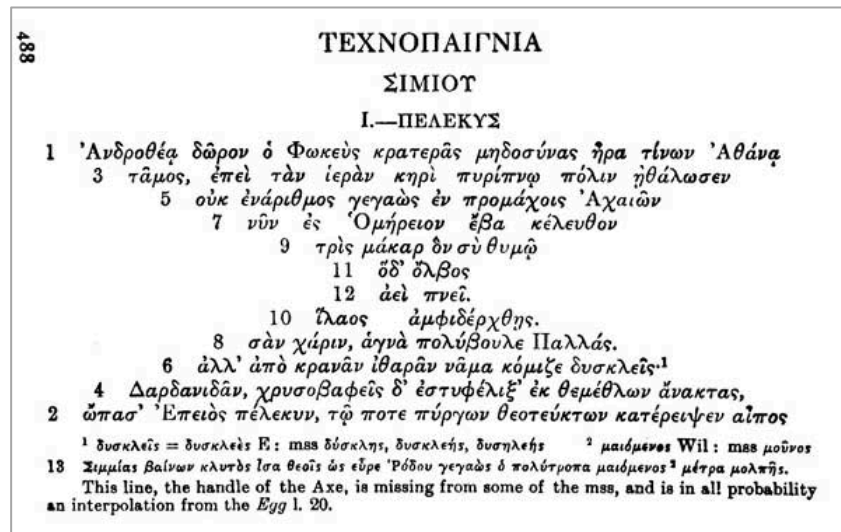 488
ΤΕΧΝΟΠΑΙΓΝΙΑ
ΣΙΜΙΟΥ
I.—ΠΕΛΕΚΥΣ
1 Ἀνδροθέᾳ δῶρον ὁ Φωκεὺς κρατερᾶς μηδοσύνας ἦρα τίνων Ἀθάνᾳ
3 τᾶμος, ἐπεὶ τὰν ἱερὰν κηρὶ πυρίπνῳ πόλιν ᾐθάλωσεν
5 οὐκ ἐνάριθμος γεγαὼς ἐν προμάχοις Ἀχαιῶν
7 νῦν ἐς Ὁμήρειον ἔβα κέλευθον
9 τρὶς μάκαρ ὃν σὺ θυμῷ
11 ὅδ’ ὄλβος
12 ἀεὶ πνεῖ.
10 ἵλαος ἀμφιδέρχθῃς.
8 σὰν χάριν, ἁγνὰ πολύβουλε Παλλάς.
6 ἀλλ’ ἀπὸ κρανᾶν ἰθαρᾶν νᾶμα κόμιζε δυσκλεῖς·¹
4 Δαρδανιδᾶν, χρυσοβαφεῖς δ’ ἐστυφέλιξ’ ἐκ θεμέθλων ἄνακτας,
2 ὤπασ’ Ἐπειὸς πέλεκυν, τῷ ποτε πύργων θεοτεύκτων κατέρειψεν αἶπος
¹ δυσκλεῖς = δυσκλεὲς E : mss δύσκλης, δυσκλεής, δυσηλεής ² μαιόμενος Wil : mss μοῦνος
13 Σιμμίας βαίνων κλυτὸς ἶσα θεοῖς ὡς εὗρε Ῥόδου γεγαὼς ὁ πολύτροπα μαιόμενος² μέτρα μολπῆς.
This line, the handle of the Axe, is missing from some of the mss, and is in all probability
an interpolation from the Egg l. 20.